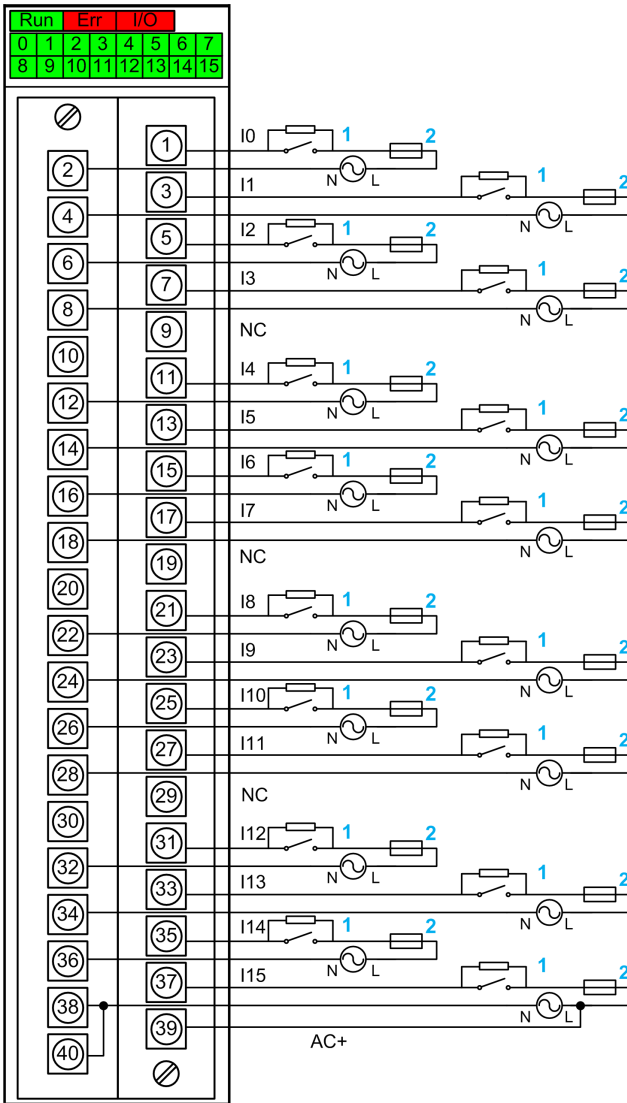 Run Err I/O
0 1 2 3 4 5 6 7
8 9 10 11 12 13 14 15
1 I0 1 2
2 N L
3 I1 1 2
4 N L
5 I2 1 2
6 N L
7 I3 1 2
8 N L
9 NC
10
11 I4 1 2
12 N L
13 I5 1 2
14 N L
15 I6 1 2
16 N L
17 I7 1 2
18 N L
19 NC
20
21 I8 1 2
22 N L
23 I9 1 2
24 N L
25 I10 1 2
26 N L
27 I11 1 2
28 N L
29 NC
30
31 I12 1 2
32 N L
33 I13 1 2
34 N L
35 I14 1 2
36 N L
37 I15 1 2
38 N L
39 AC+
40